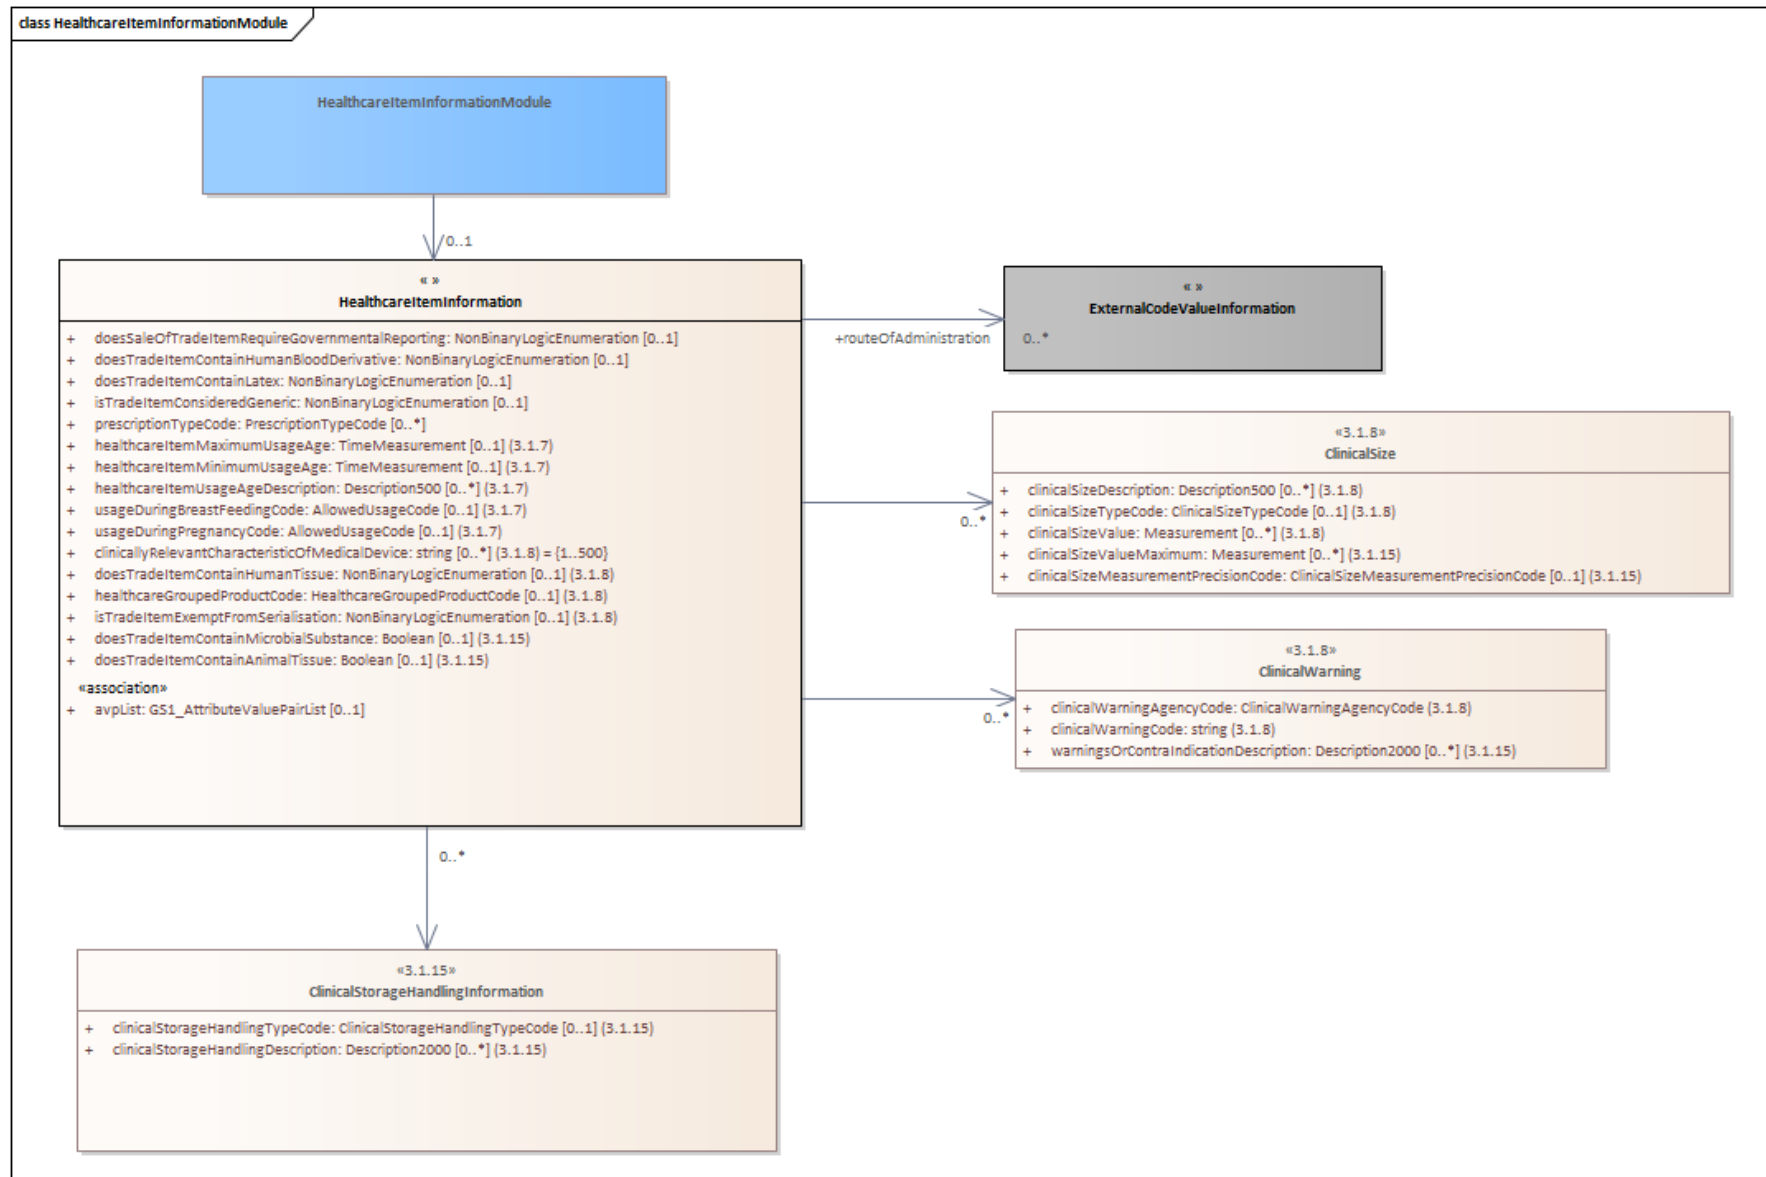 class HealthcareItemInformationModule
HealthcareItemInformationModule
0..1
« »
HealthcareItemInformation
+ doesSaleOfTradeItemRequireGovernmentalReporting: NonBinaryLogicEnumeration [0..1]
+ doesTradeItemContainHumanBloodDerivative: NonBinaryLogicEnumeration [0..1]
+ doesTradeItemContainLatex: NonBinaryLogicEnumeration [0..1]
+ isTradeItemConsideredGeneric: NonBinaryLogicEnumeration [0..1]
+ prescriptionTypeCode: PrescriptionTypeCode [0..*]
+ healthcareItemMaximumUsageAge: TimeMeasurement [0..1] (3.1.7)
+ healthcareItemMinimumUsageAge: TimeMeasurement [0..1] (3.1.7)
+ healthcareItemUsageAgeDescription: Description500 [0..*] (3.1.7)
+ usageDuringBreastFeedingCode: AllowedUsageCode [0..1] (3.1.7)
+ usageDuringPregnancyCode: AllowedUsageCode [0..1] (3.1.7)
+ clinicallyRelevantCharacteristicOfMedicalDevice: string [0..*] (3.1.8) = {1..500}
+ doesTradeItemContainHumanTissue: NonBinaryLogicEnumeration [0..1] (3.1.8)
+ healthcareGroupedProductCode: HealthcareGroupedProductCode [0..1] (3.1.8)
+ isTradeItemExemptFromSerialisation: NonBinaryLogicEnumeration [0..1] (3.1.8)
+ doesTradeItemContainMicrobialSubstance: Boolean [0..1] (3.1.15)
+ doesTradeItemContainAnimalTissue: Boolean [0..1] (3.1.15)
«association»
+ avpList: GS1_AttributeValuePairList [0..1]
+routeOfAdministration
0..*
« »
ExternalCodeValueInformation
0..*
«3.1.8»
ClinicalSize
+ clinicalSizeDescription: Description500 [0..*] (3.1.8)
+ clinicalSizeTypeCode: ClinicalSizeTypeCode [0..1] (3.1.8)
+ clinicalSizeValue: Measurement [0..*] (3.1.8)
+ clinicalSizeValueMaximum: Measurement [0..*] (3.1.15)
+ clinicalSizeMeasurementPrecisionCode: ClinicalSizeMeasurementPrecisionCode [0..1] (3.1.15)
0..*
«3.1.8»
ClinicalWarning
+ clinicalWarningAgencyCode: ClinicalWarningAgencyCode (3.1.8)
+ clinicalWarningCode: string (3.1.8)
+ warningsOrContraIndicationDescription: Description2000 [0..*] (3.1.15)
0..*
«3.1.15»
ClinicalStorageHandlingInformation
+ clinicalStorageHandlingTypeCode: ClinicalStorageHandlingTypeCode [0..1] (3.1.15)
+ clinicalStorageHandlingDescription: Description2000 [0..*] (3.1.15)